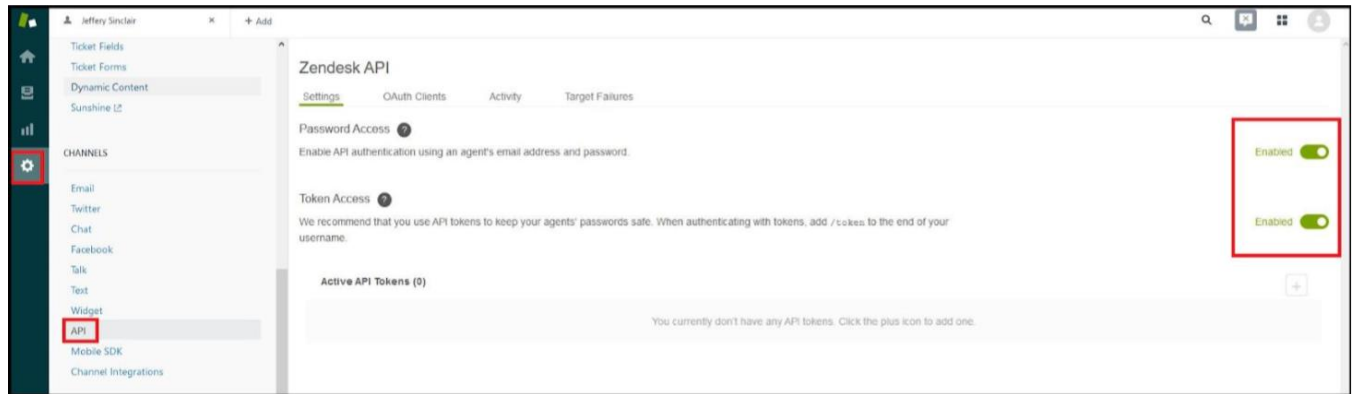 Jeffery Sinclair × + Add
Ticket Fields
Ticket Forms
Dynamic Content
Sunshine
CHANNELS
Email
Twitter
Chat
Facebook
Talk
Text
Widget
API
Mobile SDK
Channel Integrations
Zendesk API
Settings OAuth Clients Activity Target Failures
Password Access ?
Enable API authentication using an agent's email address and password.
Enabled
Token Access ?
We recommend that you use API tokens to keep your agents' passwords safe. When authenticating with tokens, add /token to the end of your
username.
Enabled
Active API Tokens (0)
+
You currently don't have any API tokens. Click the plus icon to add one.